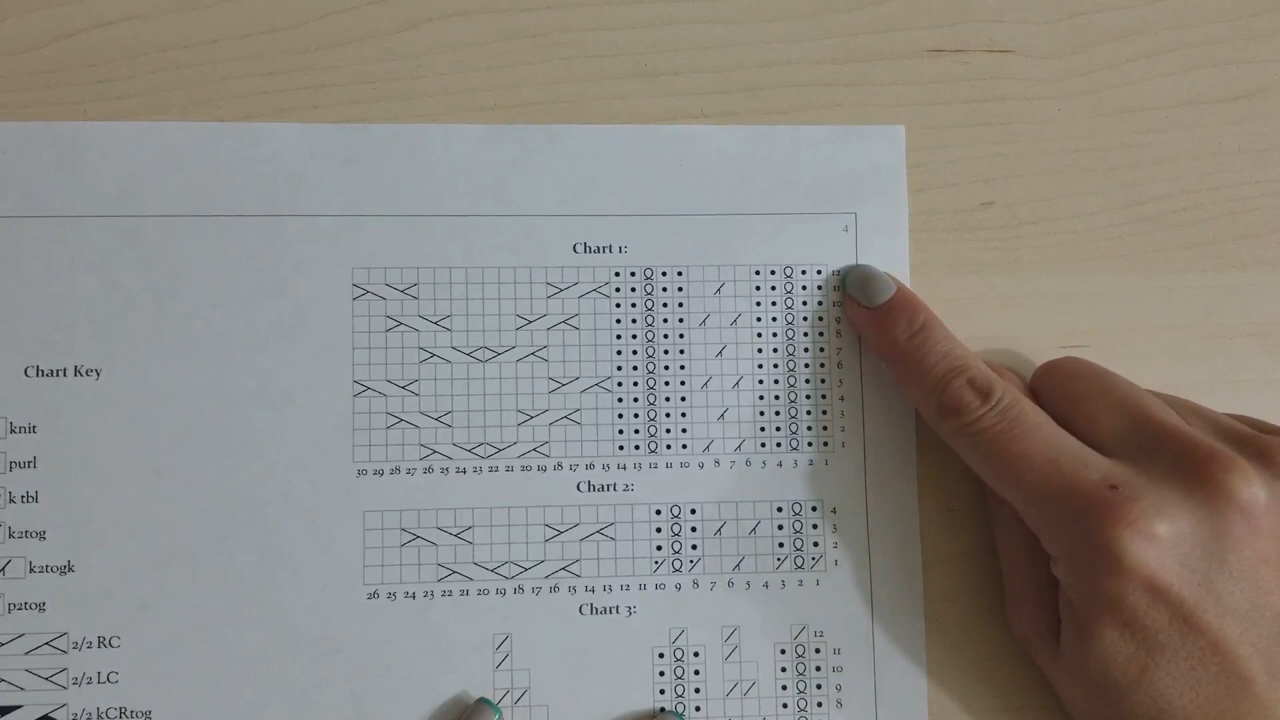 4
Chart 1:
12
11
10
9
8
7
6
5
4
3
2
1
30 29 28 27 26 25 24 23 22 21 20 19 18 17 16 15 14 13 12 11 10 9 8 7 6 5 4 3 2 1
Chart Key
knit
purl
k tbl
k2tog
k2togk
p2tog
2/2 RC
2/2 LC
2/2 kCRtog
Chart 2:
4
3
2
1
26 25 24 23 22 21 20 19 18 17 16 15 14 13 12 11 10 9 8 7 6 5 4 3 2 1
Chart 3:
12
11
10
9
8